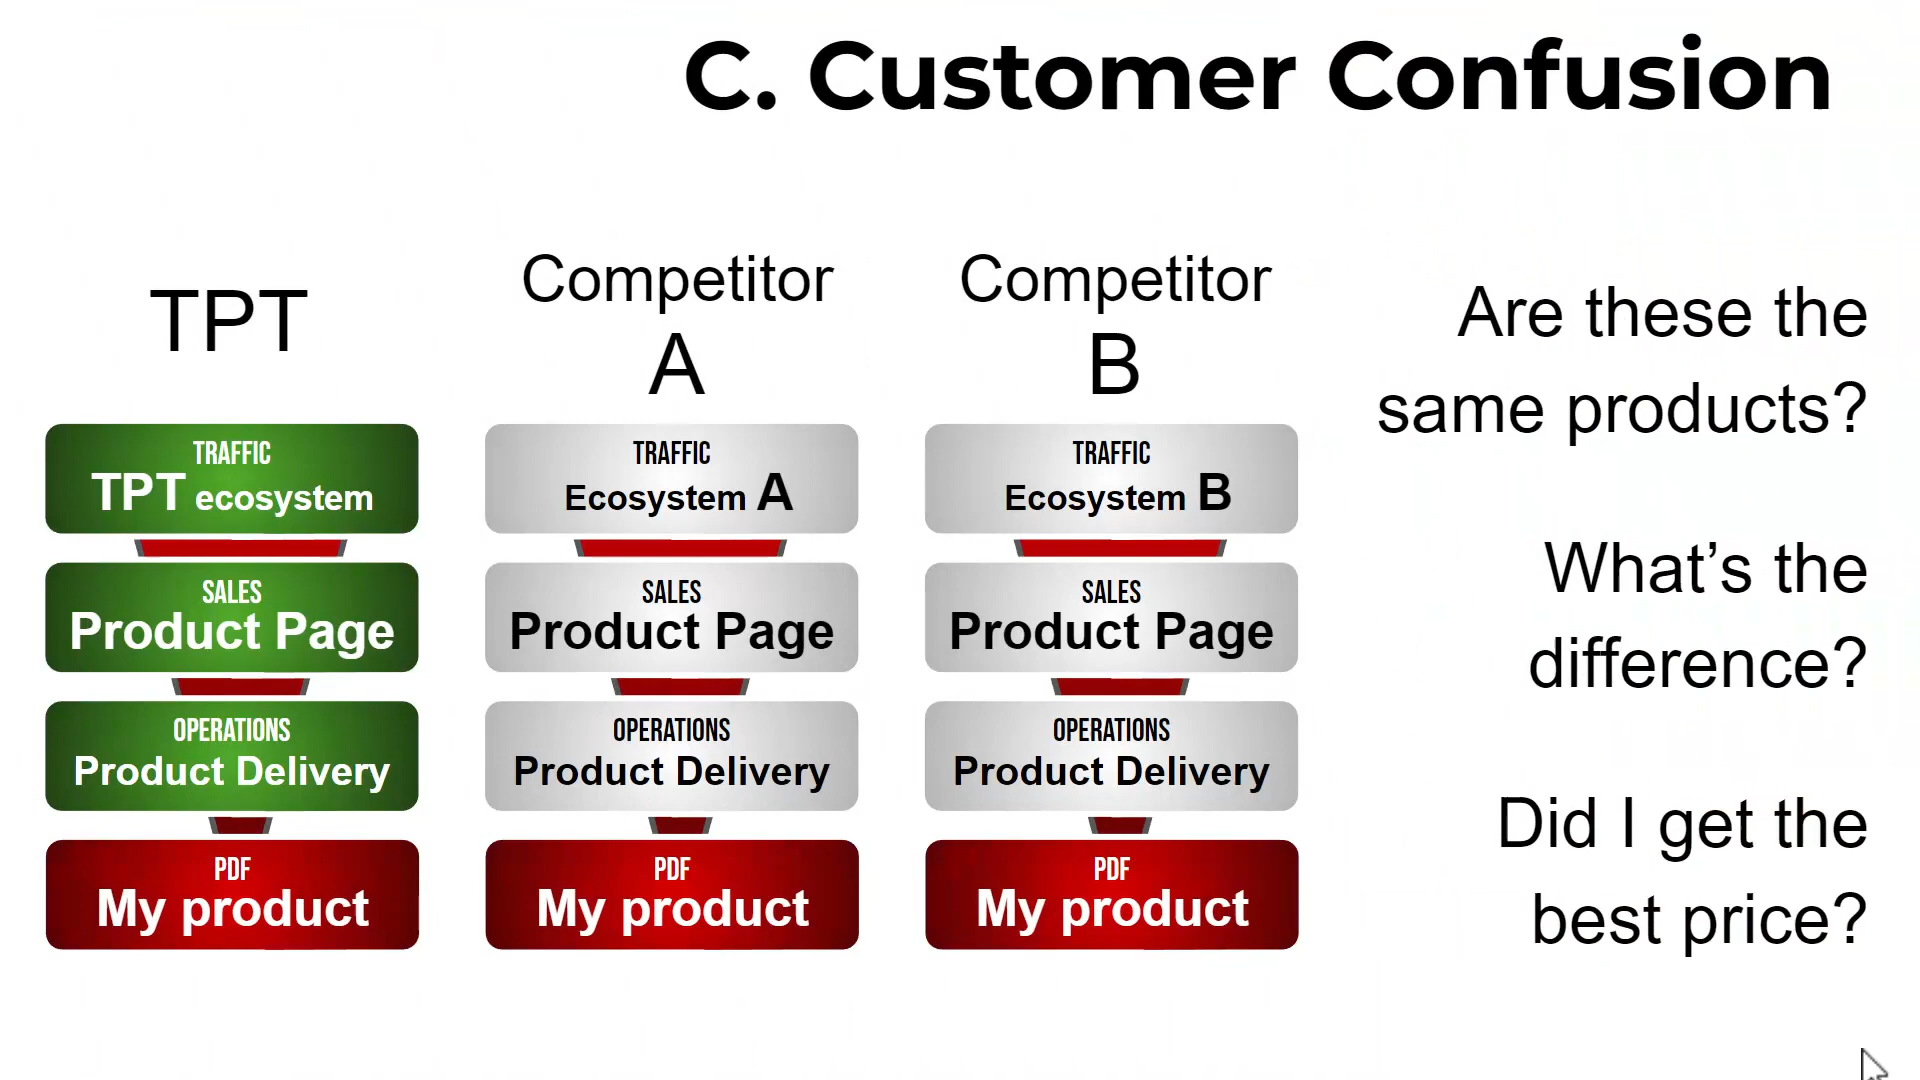 C. Customer Confusion
TPT
TRAFFIC
TPT ecosystem
SALES
Product Page
OPERATIONS
Product Delivery
PDF
My product
Competitor
A
TRAFFIC
Ecosystem A
SALES
Product Page
OPERATIONS
Product Delivery
PDF
My product
Competitor
B
TRAFFIC
Ecosystem B
SALES
Product Page
OPERATIONS
Product Delivery
PDF
My product
Are these the
same products?
What’s the
difference?
Did I get the
best price?